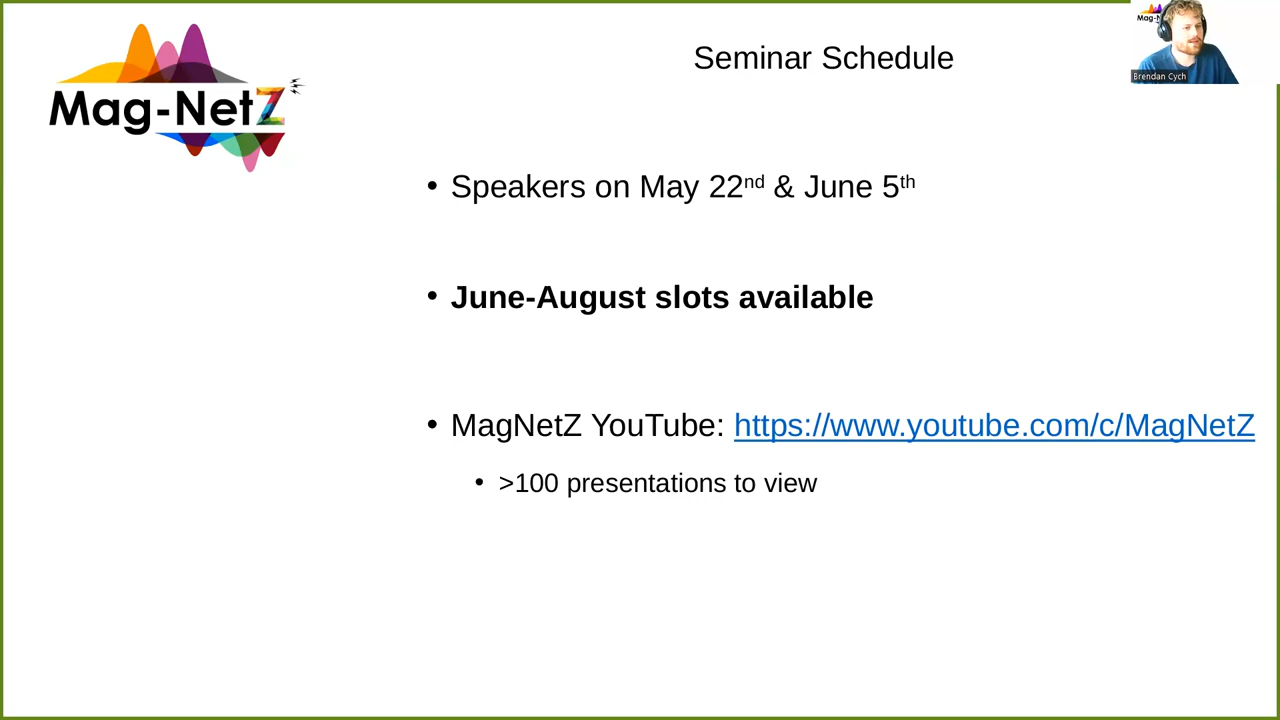 Mag-NetZ
Seminar Schedule
Mag-N
Brendan Cych
• Speakers on May 22nd & June 5th
• June-August slots available
• MagNetZ YouTube: https://www.youtube.com/c/MagNetZ
• >100 presentations to view